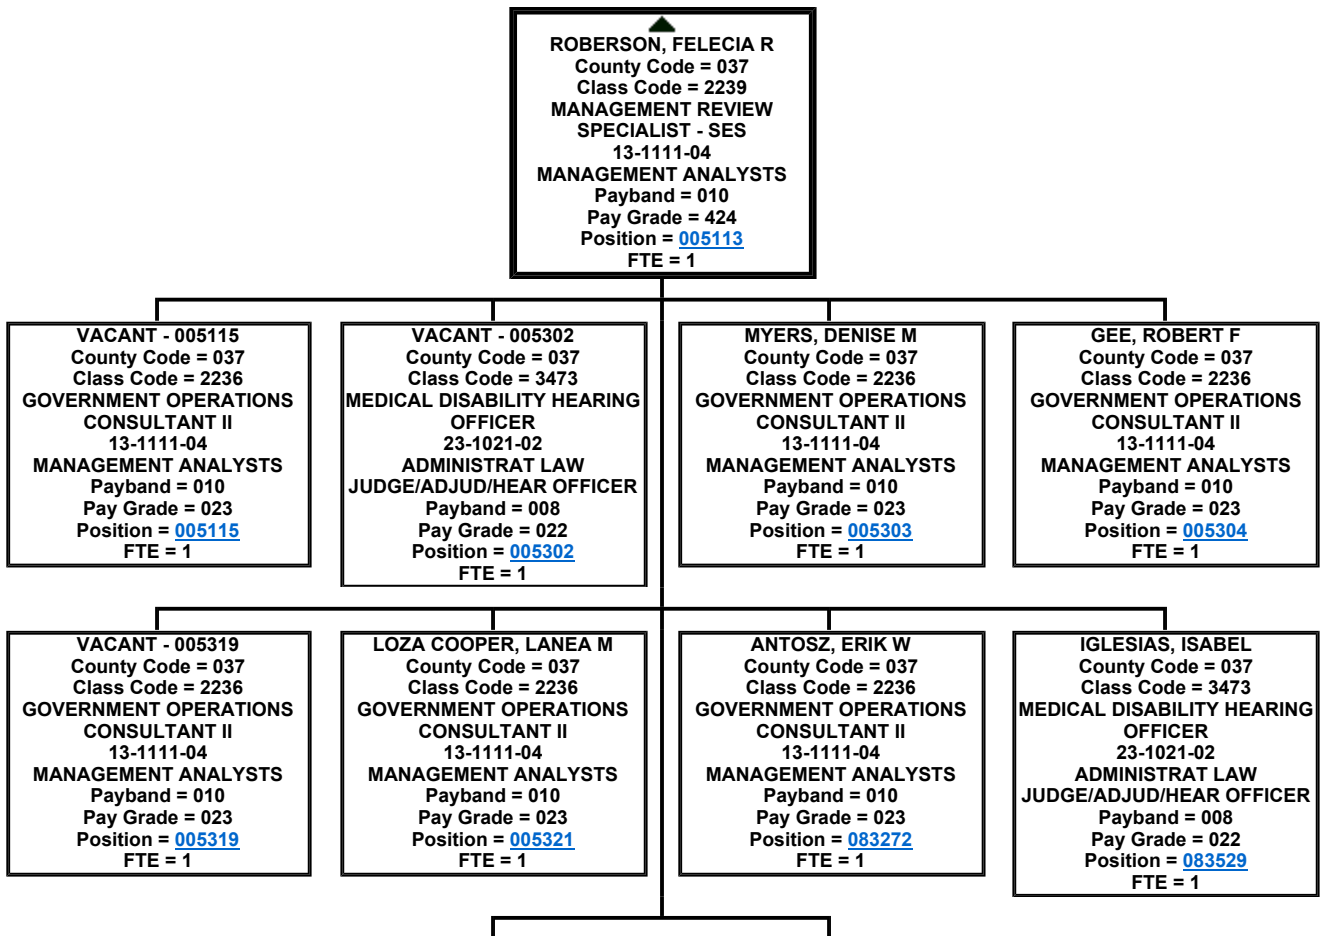 ROBERSON, FELECIA R
County Code = 037
Class Code = 2239
MANAGEMENT REVIEW
SPECIALIST - SES
13-1111-04
MANAGEMENT ANALYSTS
Payband = 010
Pay Grade = 424
Position = 005113
FTE = 1
VACANT - 005115
County Code = 037
Class Code = 2236
GOVERNMENT OPERATIONS
CONSULTANT II
13-1111-04
MANAGEMENT ANALYSTS
Payband = 010
Pay Grade = 023
Position = 005115
FTE = 1
VACANT - 005302
County Code = 037
Class Code = 3473
MEDICAL DISABILITY HEARING
OFFICER
23-1021-02
ADMINISTRAT LAW
JUDGE/ADJUD/HEAR OFFICER
Payband = 008
Pay Grade = 022
Position = 005302
FTE = 1
MYERS, DENISE M
County Code = 037
Class Code = 2236
GOVERNMENT OPERATIONS
CONSULTANT II
13-1111-04
MANAGEMENT ANALYSTS
Payband = 010
Pay Grade = 023
Position = 005303
FTE = 1
GEE, ROBERT F
County Code = 037
Class Code = 2236
GOVERNMENT OPERATIONS
CONSULTANT II
13-1111-04
MANAGEMENT ANALYSTS
Payband = 010
Pay Grade = 023
Position = 005304
FTE = 1
VACANT - 005319
County Code = 037
Class Code = 2236
GOVERNMENT OPERATIONS
CONSULTANT II
13-1111-04
MANAGEMENT ANALYSTS
Payband = 010
Pay Grade = 023
Position = 005319
FTE = 1
LOZA COOPER, LANEA M
County Code = 037
Class Code = 2236
GOVERNMENT OPERATIONS
CONSULTANT II
13-1111-04
MANAGEMENT ANALYSTS
Payband = 010
Pay Grade = 023
Position = 005321
FTE = 1
ANTOSZ, ERIK W
County Code = 037
Class Code = 2236
GOVERNMENT OPERATIONS
CONSULTANT II
13-1111-04
MANAGEMENT ANALYSTS
Payband = 010
Pay Grade = 023
Position = 083272
FTE = 1
IGLESIAS, ISABEL
County Code = 037
Class Code = 3473
MEDICAL DISABILITY HEARING
OFFICER
23-1021-02
ADMINISTRAT LAW
JUDGE/ADJUD/HEAR OFFICER
Payband = 008
Pay Grade = 022
Position = 083529
FTE = 1